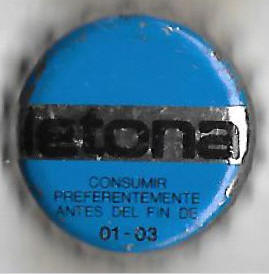 letona
CONSUMIR
PREFERENTEMENTE
ANTES DEL FIN DE
01-03